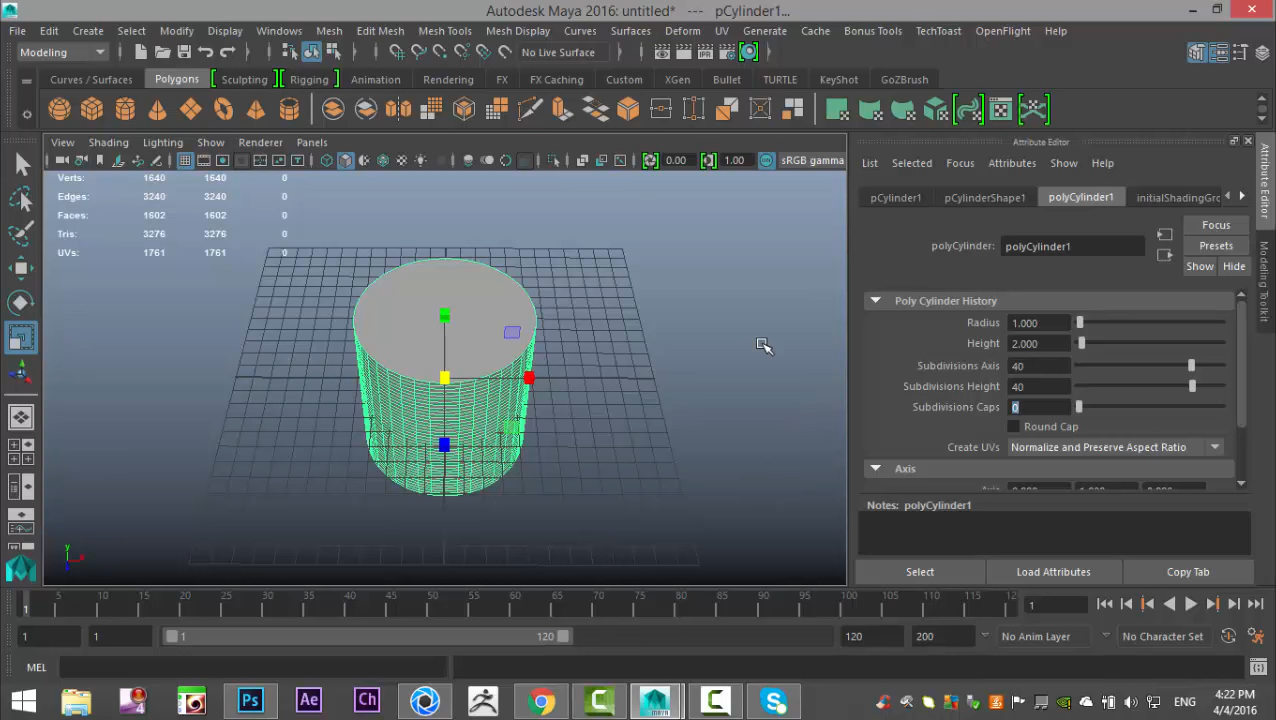 Autodesk Maya 2016: untitled* --- pCylinder1...
File Edit Create Select Modify Display Windows Mesh Edit Mesh Mesh Tools Mesh Display Curves Surfaces Deform UV Generate Cache Bonus Tools TechToast OpenFlight Help
Modeling No Live Surface
Curves / Surfaces Polygons Sculpting Rigging Animation Rendering FX FX Caching Custom XGen Bullet TURTLE KeyShot GoZBrush
View Shading Lighting Show Renderer Panels
0.00 1.00 sRGB gamma
Verts: 1640 1640 0
Edges: 3240 3240 0
Faces: 1602 1602 0
Tris: 3276 3276 0
UVs: 1761 1761 0
y
Attribute Editor
List Selected Focus Attributes Show Help
pCylinder1 pCylinderShape1 polyCylinder1 initialShadingGro
Focus
polyCylinder: polyCylinder1 Presets
Show Hide
Poly Cylinder History
Radius 1.000
Height 2.000
Subdivisions Axis 40
Subdivisions Height 40
Subdivisions Caps 0
Round Cap
Create UVs Normalize and Preserve Aspect Ratio
Axis
Notes: polyCylinder1
Select Load Attributes Copy Tab
Attribute Editor
Modeling Toolkit
1 5 10 15 20 25 30 35 40 45 50 55 60 65 70 75 80 85 90 95 100 105 110 115 120 1
1 1 1 120 120 200 No Anim Layer No Character Set
MEL
Ps Ae Ch MAYA ENG 4:22 PM
4/4/2016